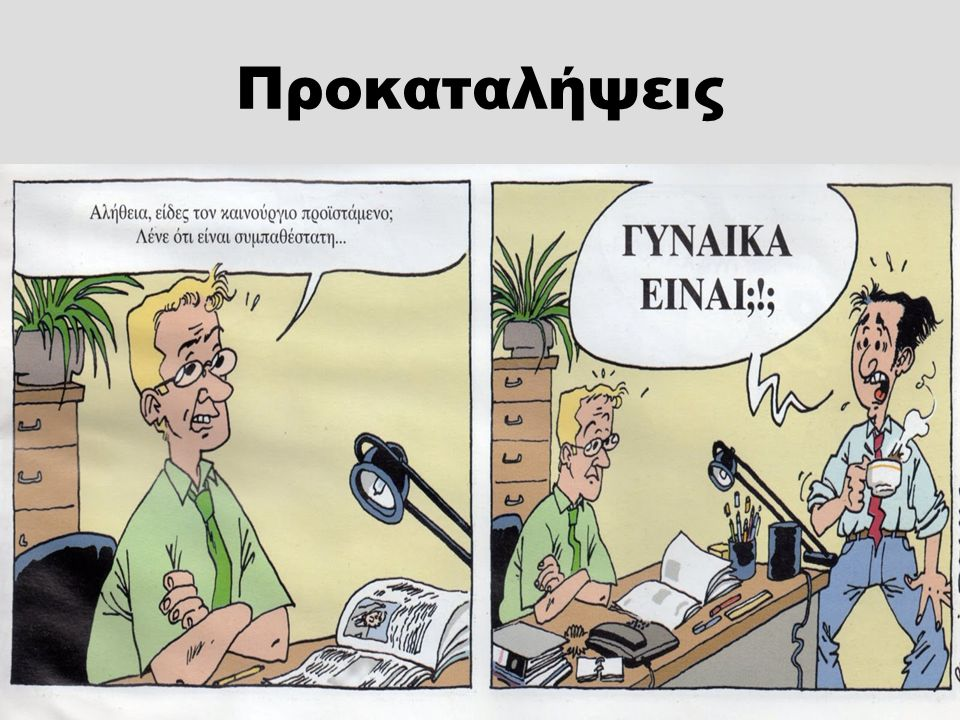 Προκαταλήψεις
Αλήθεια, είδες τον καινούργιο προϊστάμενο;
Λένε ότι είναι συμπαθέστατη...
ΓΥΝΑΙΚΑ
ΕΙΝΑΙ;!;